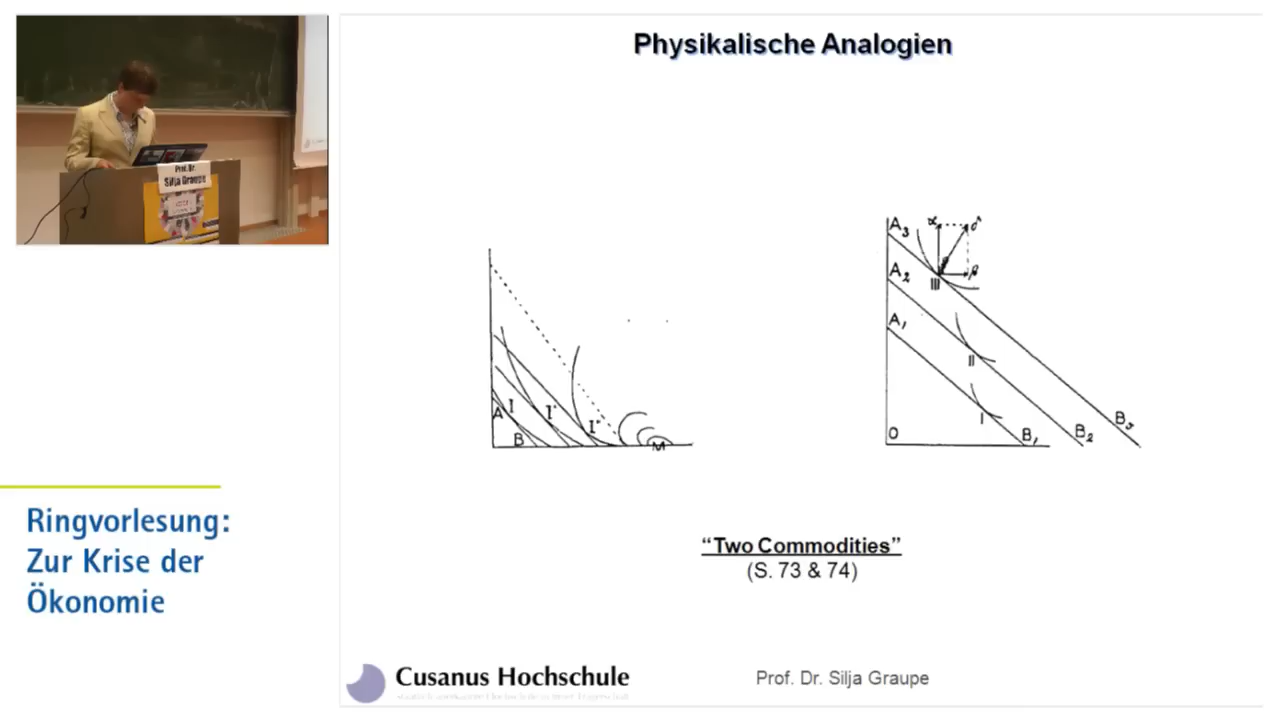 Physikalische Analogien
Prof. Dr.
Silja Graupe
A
I
I'
I"
B
M
A₃
A₂
A₁
α
β
III
II
I
O
B₁
B₂
B₃
“Two Commodities”
(S. 73 & 74)
Ringvorlesung:
Zur Krise der
Ökonomie
Cusanus Hochschule
Prof. Dr. Silja Graupe